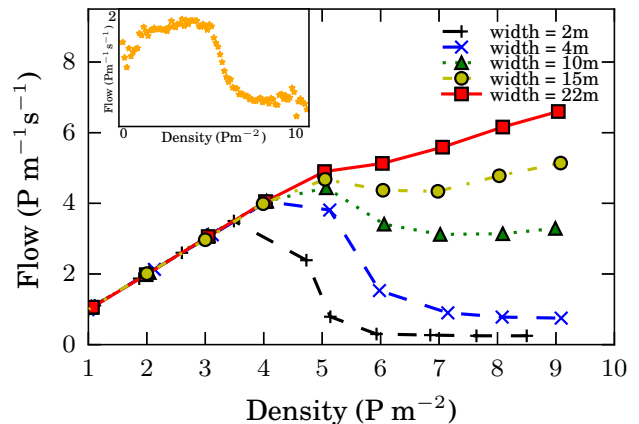 8
6
4
2
0
1
2
3
4
5
6
7
8
9
10
Flow (P m⁻¹s⁻¹)
Density (P m⁻²)
width = 2m
width = 4m
width = 10m
width = 15m
width = 22m
2
0
10
Flow (Pm⁻¹s⁻¹)
Density (Pm⁻²)